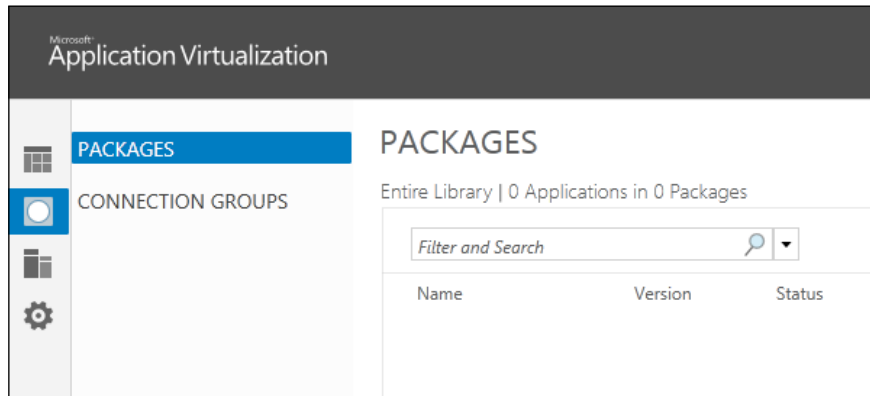 Microsoft·
Application Virtualization
PACKAGES
CONNECTION GROUPS
PACKAGES
Entire Library | 0 Applications in 0 Packages
Filter and Search
Name Version Status